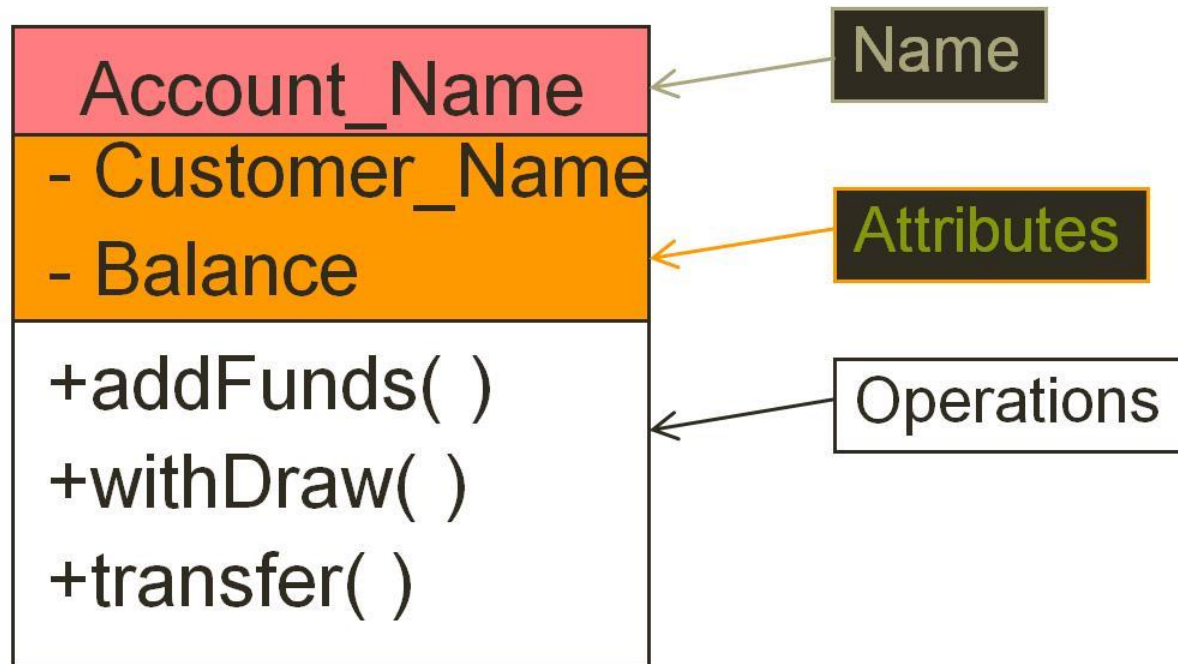 Account_Name
- Customer_Name
- Balance
+addFunds( )
+withDraw( )
+transfer( )
Name
Attributes
Operations